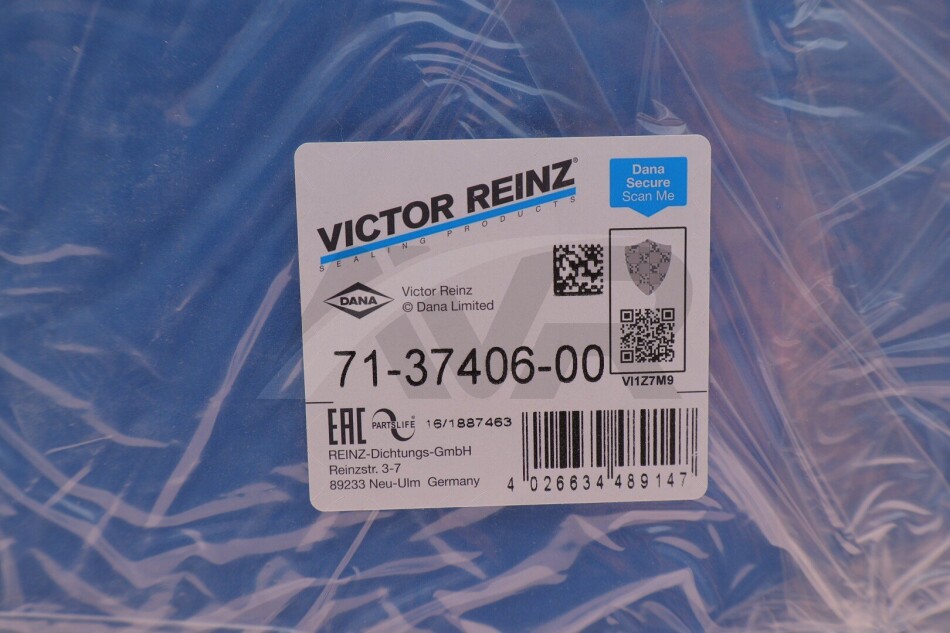 VICTOR REINZ®
SEALING PRODUCTS
Dana
Secure
Scan Me
DANA
Victor Reinz
© Dana Limited
AVR
71-37406-00
VI1Z7M9
EAC PARTSLIFE® 16/1887463
REINZ-Dichtungs-GmbH
Reinzstr. 3-7
89233 Neu-Ulm Germany
4 026634 489147